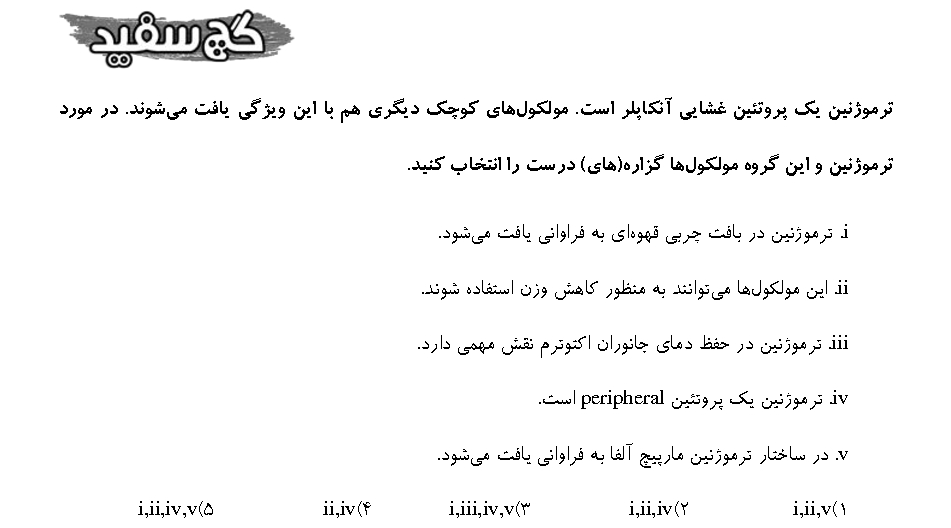 گچ سفید
ترموژنین یک پروتئین غشایی آنکاپلر است. مولکول‌های کوچک دیگری هم با این ویژگی یافت می‌شوند. در مورد
ترموژنین و این گروه مولکول‌ها گزاره(های) درست را انتخاب کنید.
i. ترموژنین در بافت چربی قهوه‌ای به فراوانی یافت می‌شود.
ii. این مولکول‌ها می‌توانند به منظور کاهش وزن استفاده شوند.
iii. ترموژنین در حفظ دمای جانوران اکتوترم نقش مهمی دارد.
iv. ترموژنین یک پروتئین peripheral است.
v. در ساختار ترموژنین مارپیچ آلفا به فراوانی یافت می‌شود.
۱) i,ii,v ۲) i,ii,iv ۳) i,iii,iv,v ۴) ii,iv ۵) i,ii,iv,v